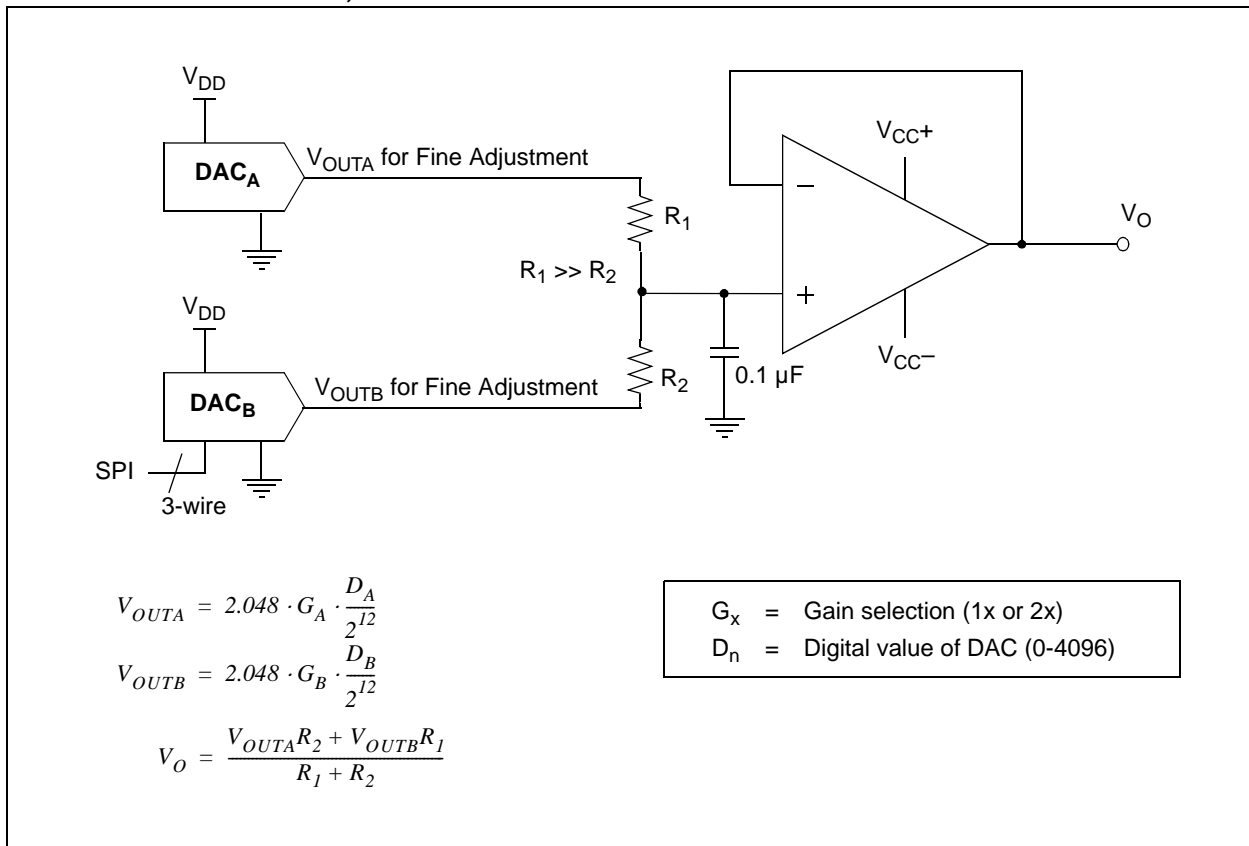 V_DD
DAC_A
V_OUTA for Fine Adjustment
R_1
R_1 >> R_2
V_DD
DAC_B
V_OUTB for Fine Adjustment
R_2
SPI
3-wire
0.1 µF
−
+
V_CC+
V_CC–
V_O
V_OUTA = 2.048 · G_A · D_A / 2^12
V_OUTB = 2.048 · G_B · D_B / 2^12
V_O = (V_OUTA R_2 + V_OUTB R_1) / (R_1 + R_2)
G_x = Gain selection (1x or 2x)
D_n = Digital value of DAC (0-4096)